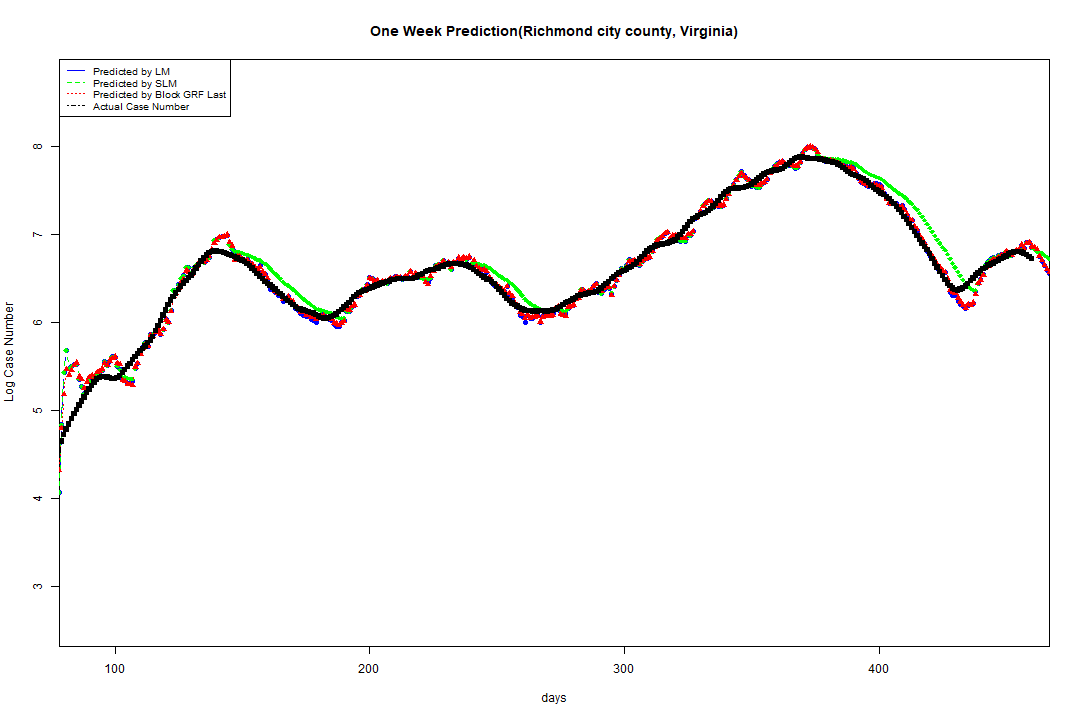 One Week Prediction(Richmond city county, Virginia)
Predicted by LM
Predicted by SLM
Predicted by Block GRF Last
Actual Case Number
8
7
6
5
4
3
Log Case Number
100 200 300 400
days